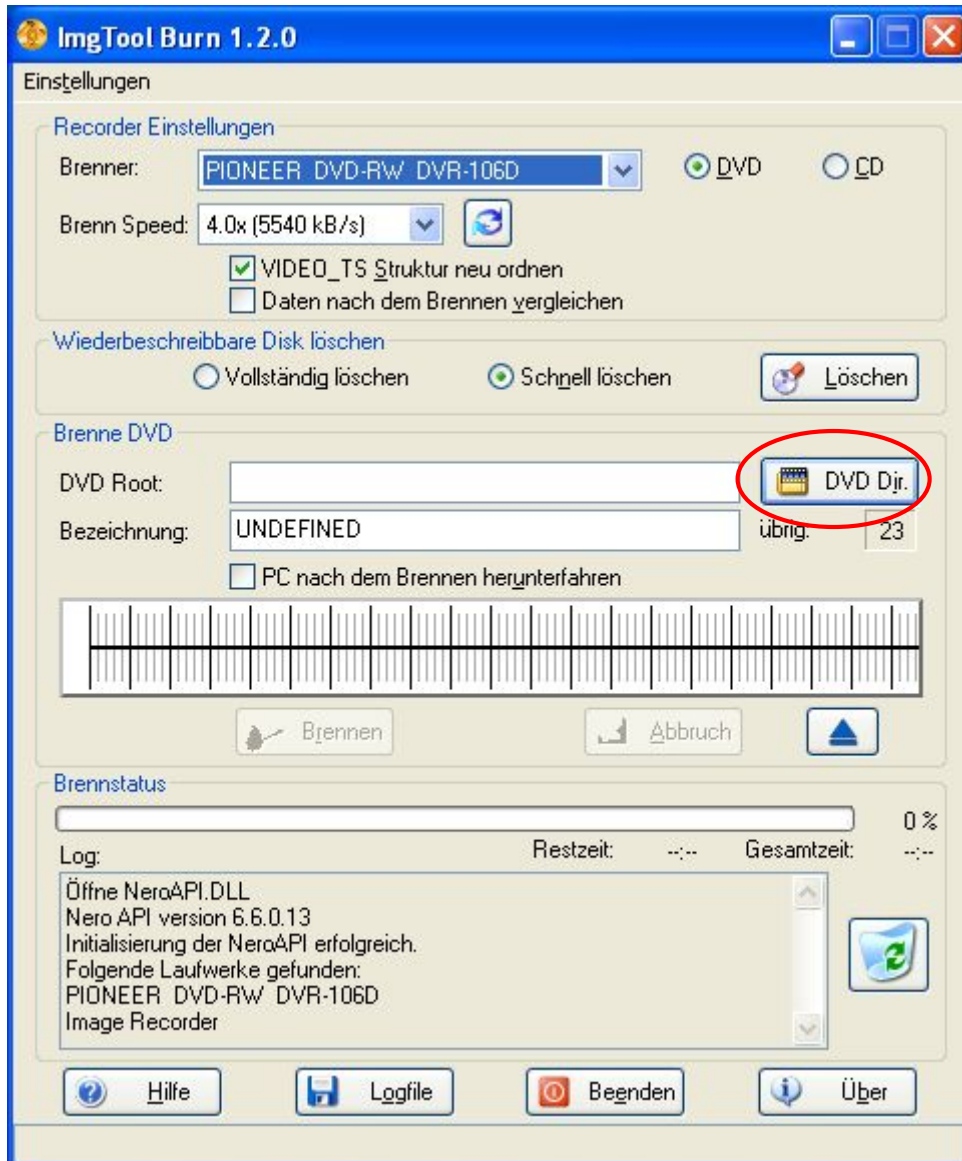 ImgTool Burn 1.2.0
Einstellungen
Recorder Einstellungen
Brenner: PIONEER DVD-RW DVR-106D DVD CD
Brenn Speed: 4.0x (5540 kB/s)
VIDEO_TS Struktur neu ordnen
Daten nach dem Brennen vergleichen
Wiederbeschreibbare Disk löschen
Vollständig löschen Schnell löschen Löschen
Brenne DVD
DVD Root: DVD Dir.
Bezeichnung: UNDEFINED übrig: 23
PC nach dem Brennen herunterfahren
Brennen Abbruch
Brennstatus
0 %
Log: Restzeit: --:-- Gesamtzeit: --:--
Öffne NeroAPI.DLL
Nero API version 6.6.0.13
Initialisierung der NeroAPI erfolgreich.
Folgende Laufwerke gefunden:
PIONEER DVD-RW DVR-106D
Image Recorder
Hilfe Logfile Beenden Über